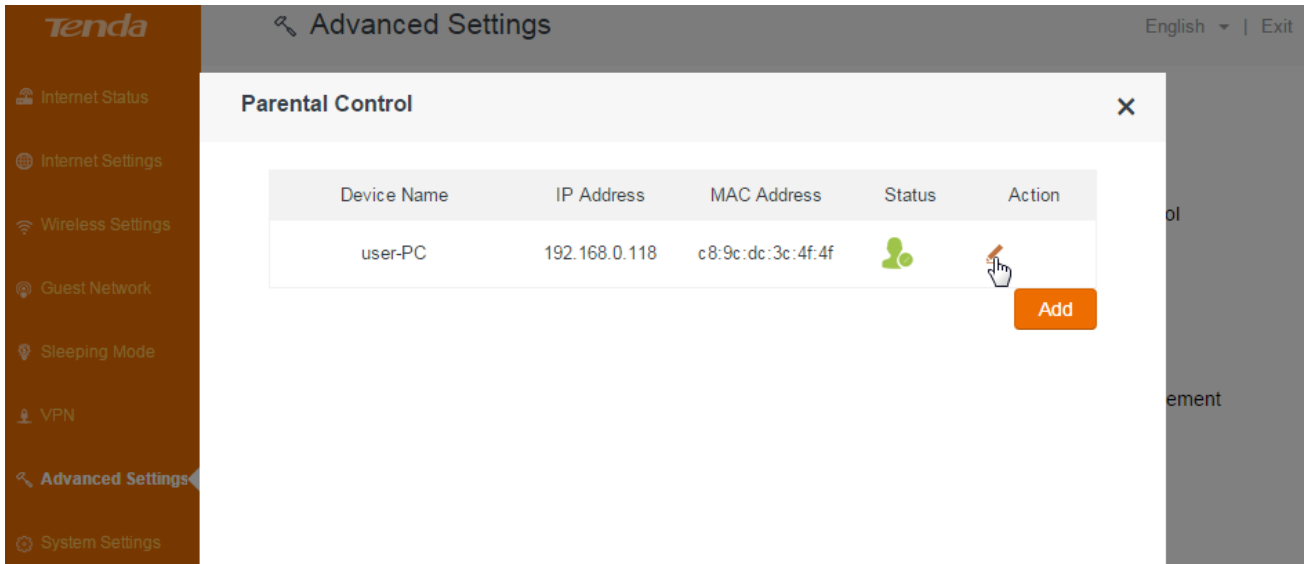 Tenda
Advanced Settings
English | Exit
Internet Status
Internet Settings
Wireless Settings
Guest Network
Sleeping Mode
VPN
Advanced Settings
System Settings
Parental Control
Device Name IP Address MAC Address Status Action
user-PC 192.168.0.118 c8:9c:dc:3c:4f:4f
Add
ol
ement